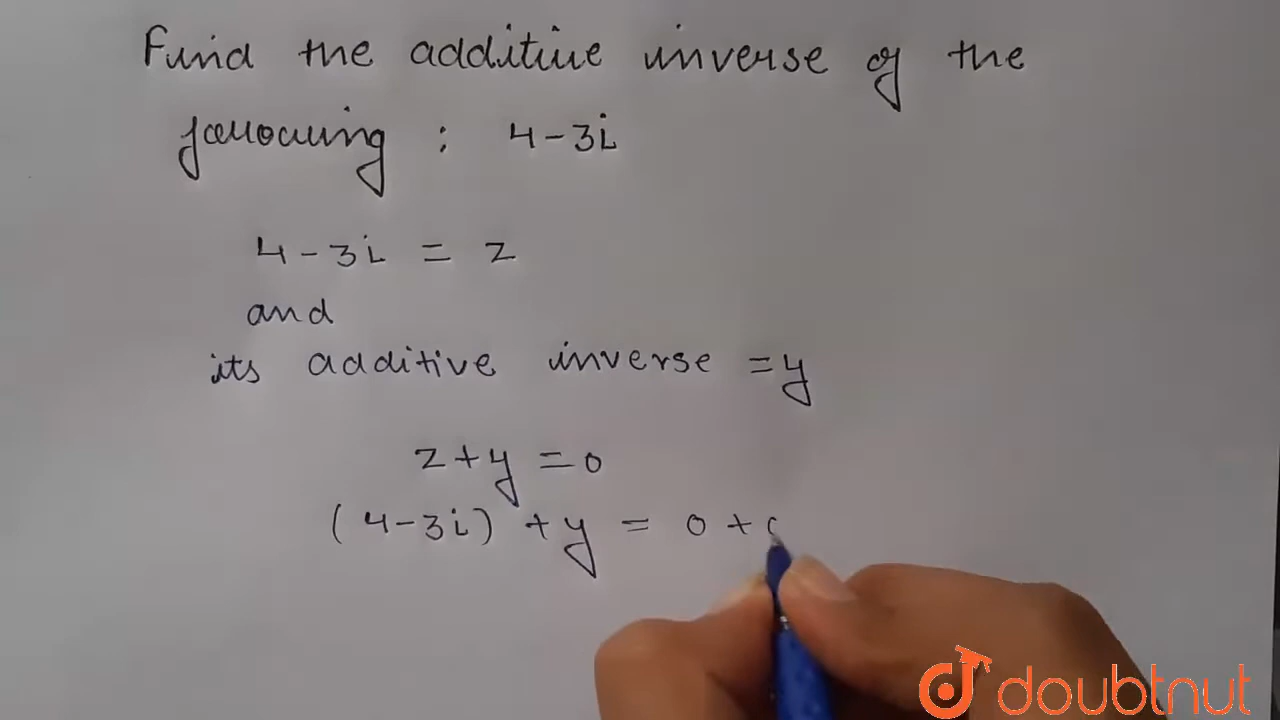 Find the additive inverse of the
following : 4-3i
4-3i = z
and
its additive inverse = y
z+y = 0
(4-3i) + y = 0 + 0
doubtnut